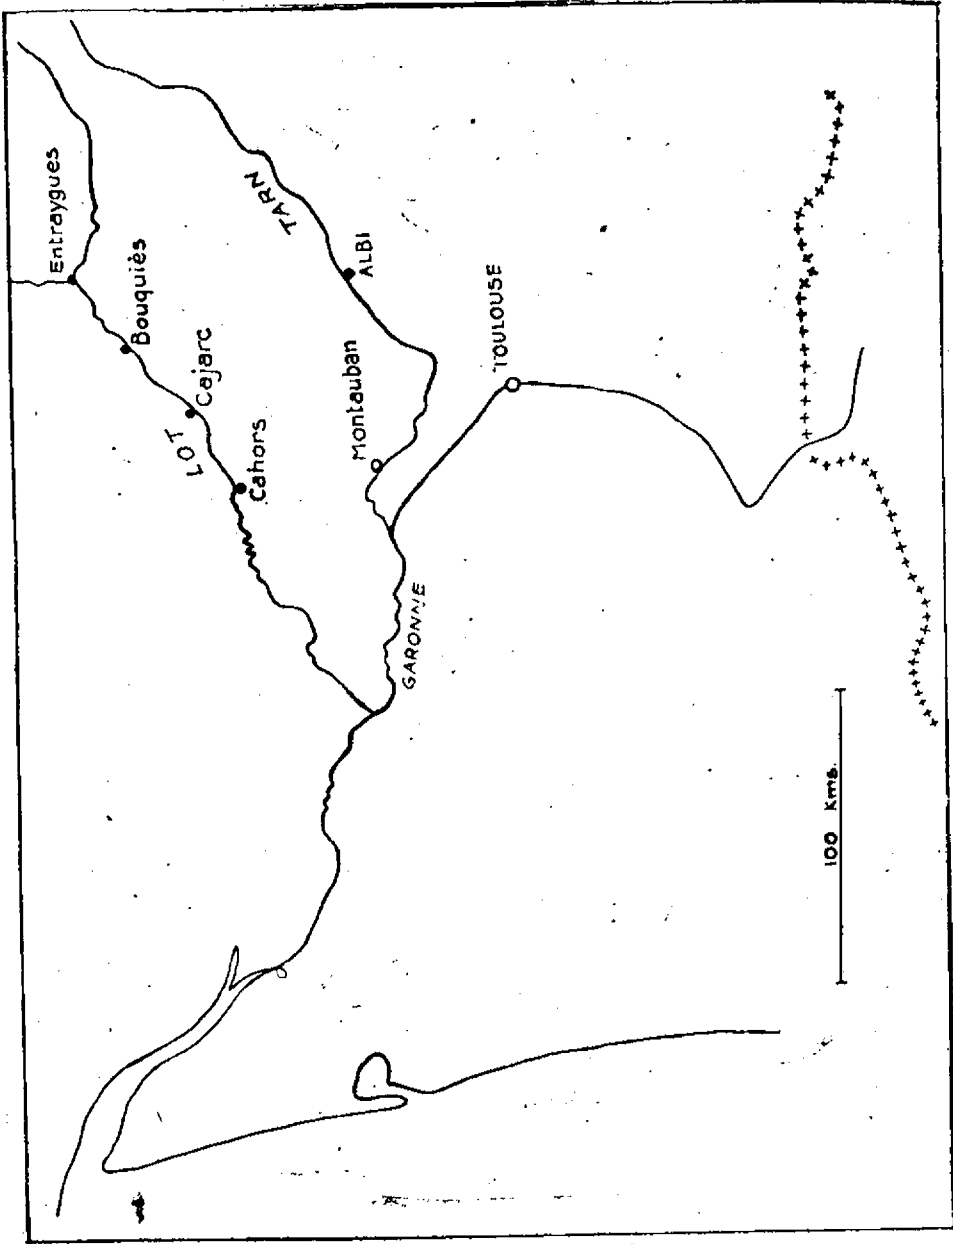 Entraygues
Bouquiès
Cajarc
LOT
Cahors
TARN
ALBI
Montauban
TOULOUSE
GARONNE
100 Kms.